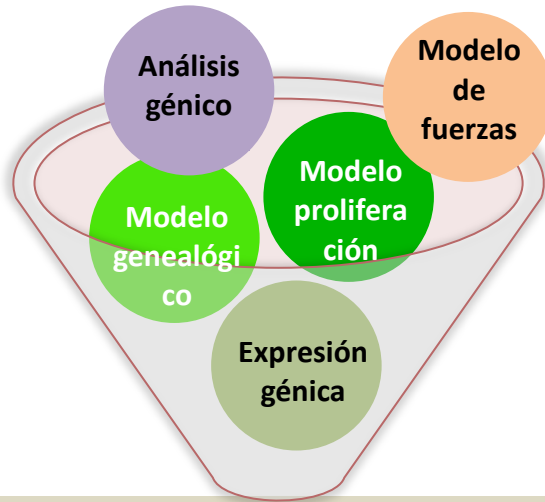 Análisis
génico
Modelo
de
fuerzas
Modelo
prolifera
ción
Modelo
genealógi
co
Expresión
génica